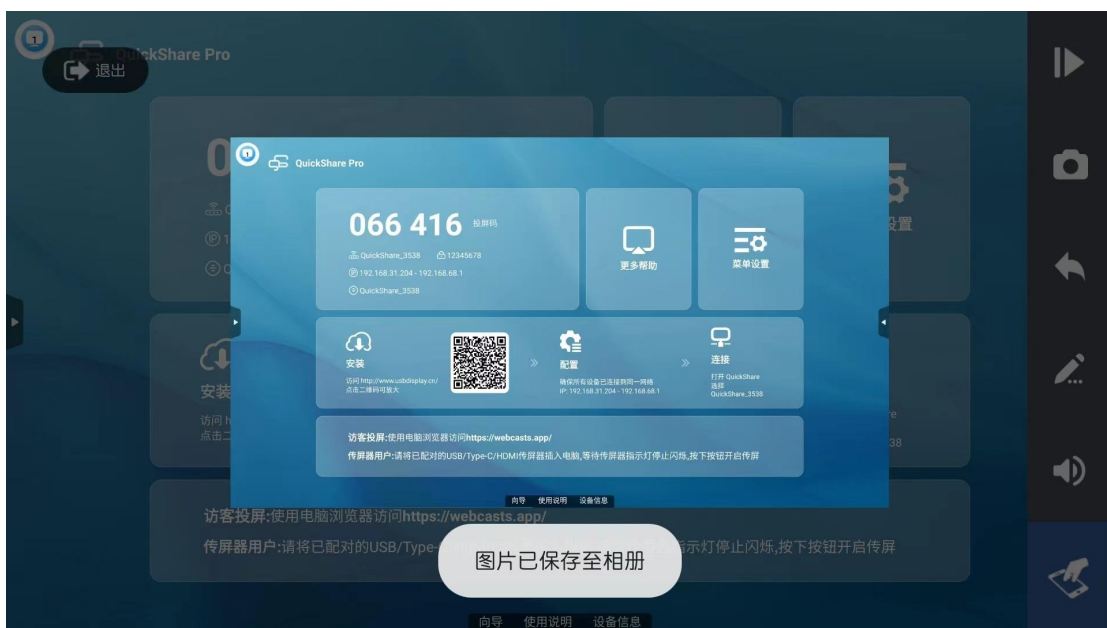 1
QuickShare Pro
退出
设置
安装
访问 h
点击二
38
访问客投屏:使用电脑浏览器访问https://webcasts.app/
传屏器用户:请将已配对的USB/Type-
指示灯停止闪烁,按下按钮开启传屏
向导 使用说明 设备信息
1
QuickShare Pro
066 416 投屏码
QuickShare_3538 12345678
192.168.31.204 - 192.168.68.1
QuickShare_3538
更多帮助
菜单设置
安装
访问 http://www.usbdisplay.cn/
点击二维码可放大
配置
确保所有设备已连接到同一网络
IP: 192.168.31.204 - 192.168.68.1
连接
打开 QuickShare
选择
QuickShare_3538
访客投屏:使用电脑浏览器访问https://webcasts.app/
传屏器用户:请将已配对的USB/Type-C/HDMI传屏器插入电脑,等待传屏器指示灯停止闪烁,按下按钮开启传屏
向导 使用说明 设备信息
图片已保存至相册